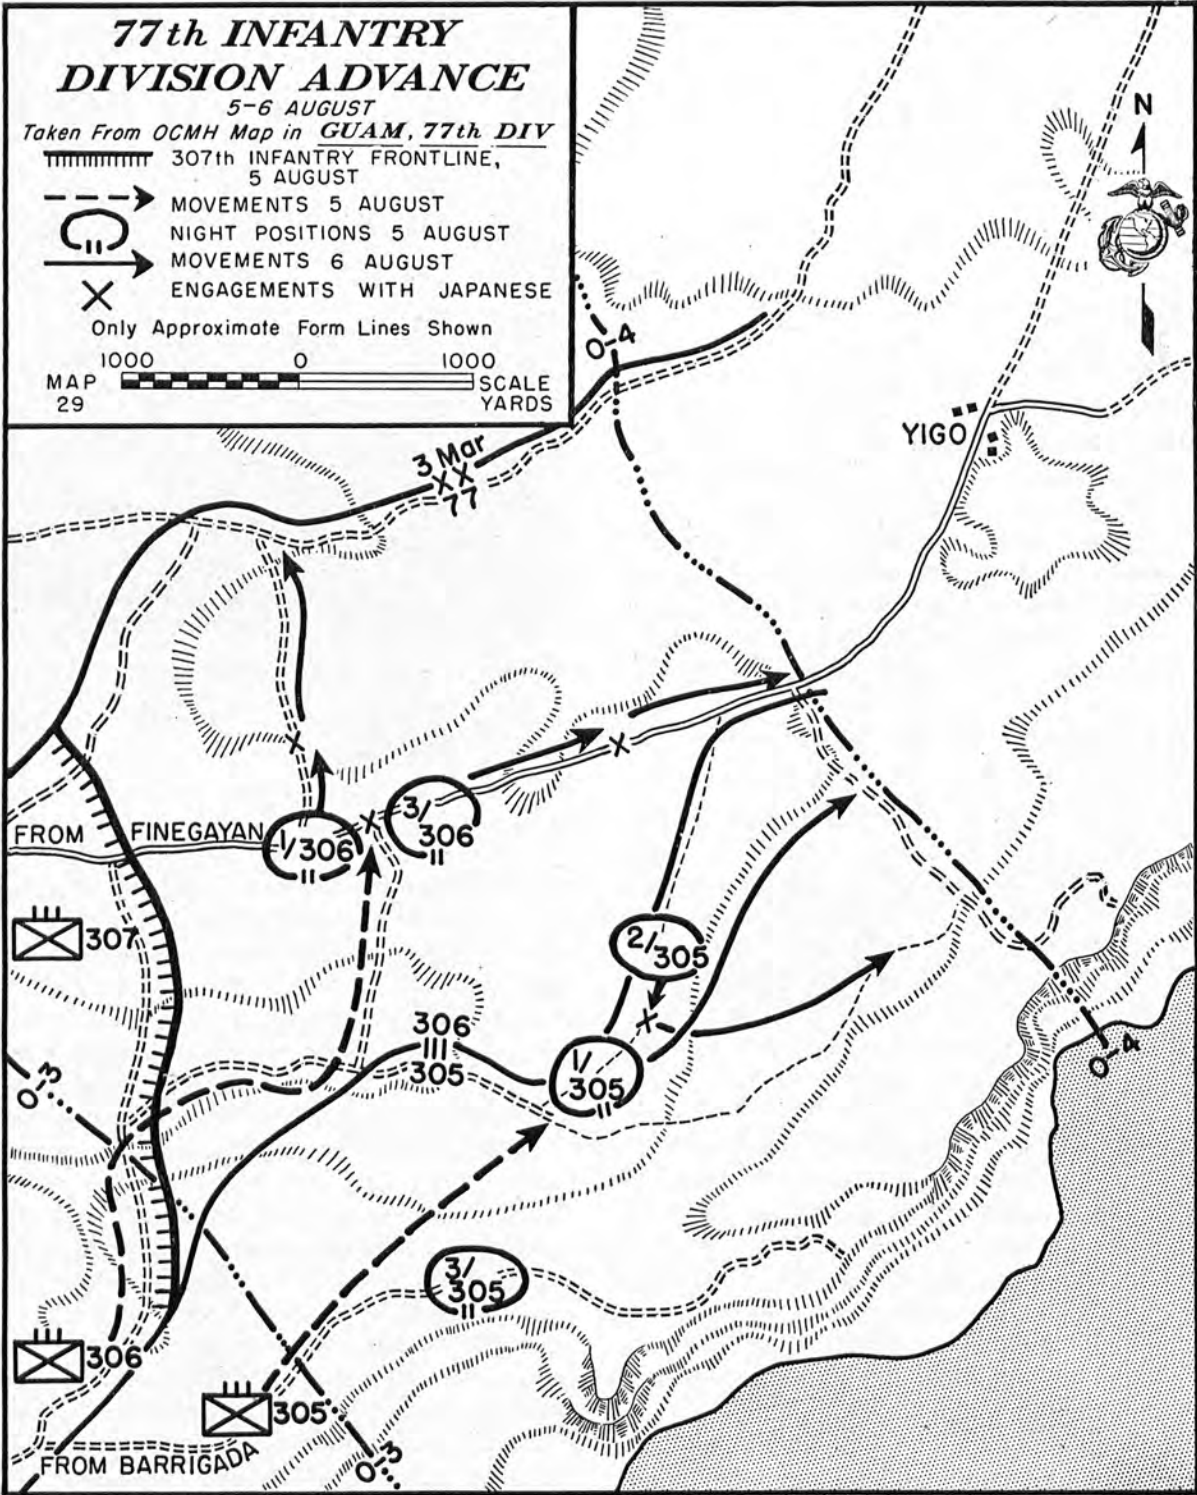 77th INFANTRY
DIVISION ADVANCE
5-6 AUGUST
Taken From OCMH Map in GUAM, 77th DIV
307th INFANTRY FRONTLINE,
5 AUGUST
MOVEMENTS 5 AUGUST
NIGHT POSITIONS 5 AUGUST
MOVEMENTS 6 AUGUST
ENGAGEMENTS WITH JAPANESE
Only Approximate Form Lines Shown
1000 0 1000
MAP
29
SCALE
YARDS
N
O-4
YIGO
3 Mar
XX
77
FROM FINEGAYAN
1/306
3/
306
307
2/
305
306
305
1/
305
O-3
O-4
3/
305
306
305
O-3
FROM BARRIGADA